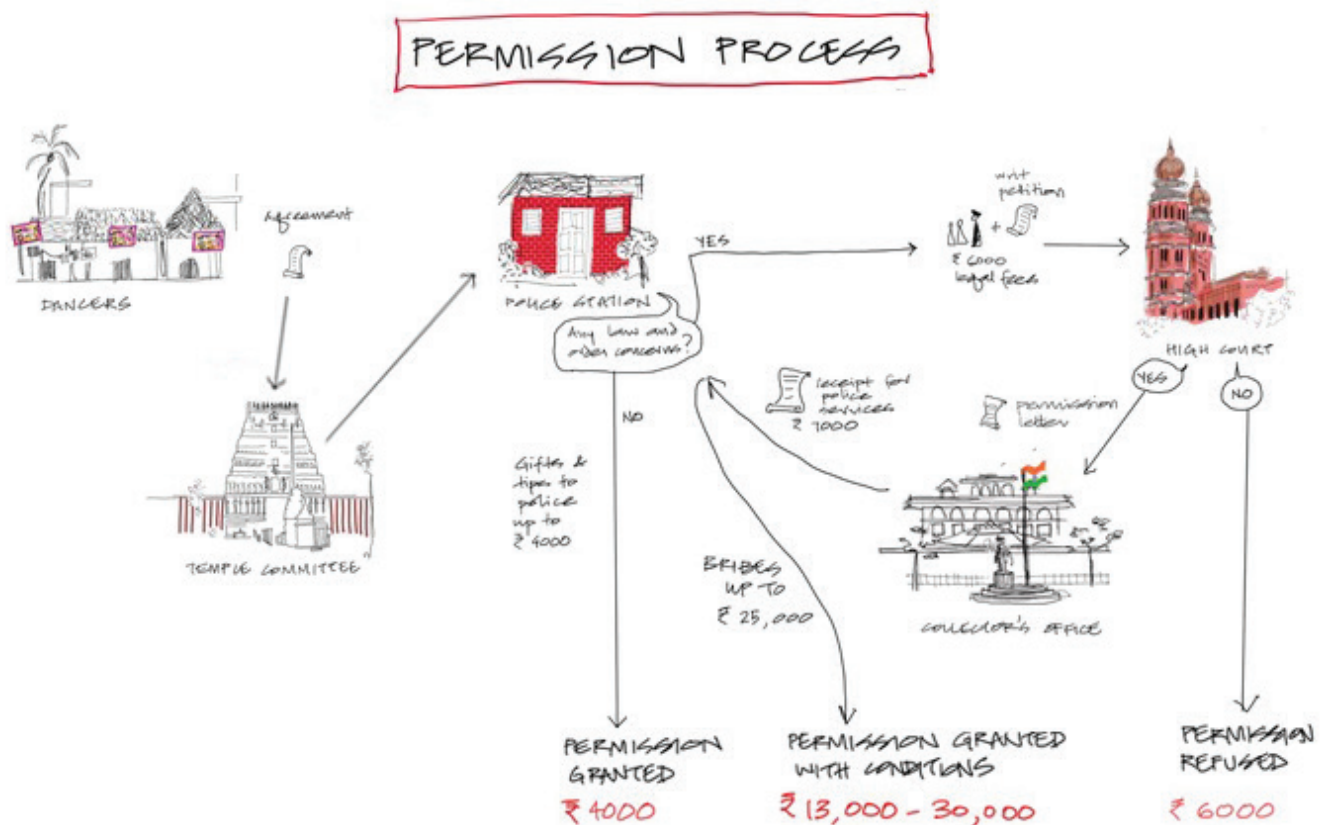 PERMISSION PROCESS
DANCERS
agreement
TEMPLE COMMITTEE
POLICE STATION
Any law and
order concerns?
YES
NO
Gifts &
tips to
police
up to
₹ 4000
writ
petition
+
₹ 6000
legal fees
HIGH COURT
YES
NO
permission
letter
COLLECTOR'S OFFICE
receipt for
police
services
₹ 7000
BRIBES
UP TO
₹ 25,000
PERMISSION
GRANTED
₹ 4000
PERMISSION GRANTED
WITH CONDITIONS
₹ 13,000 - 30,000
PERMISSION
REFUSED
₹ 6000